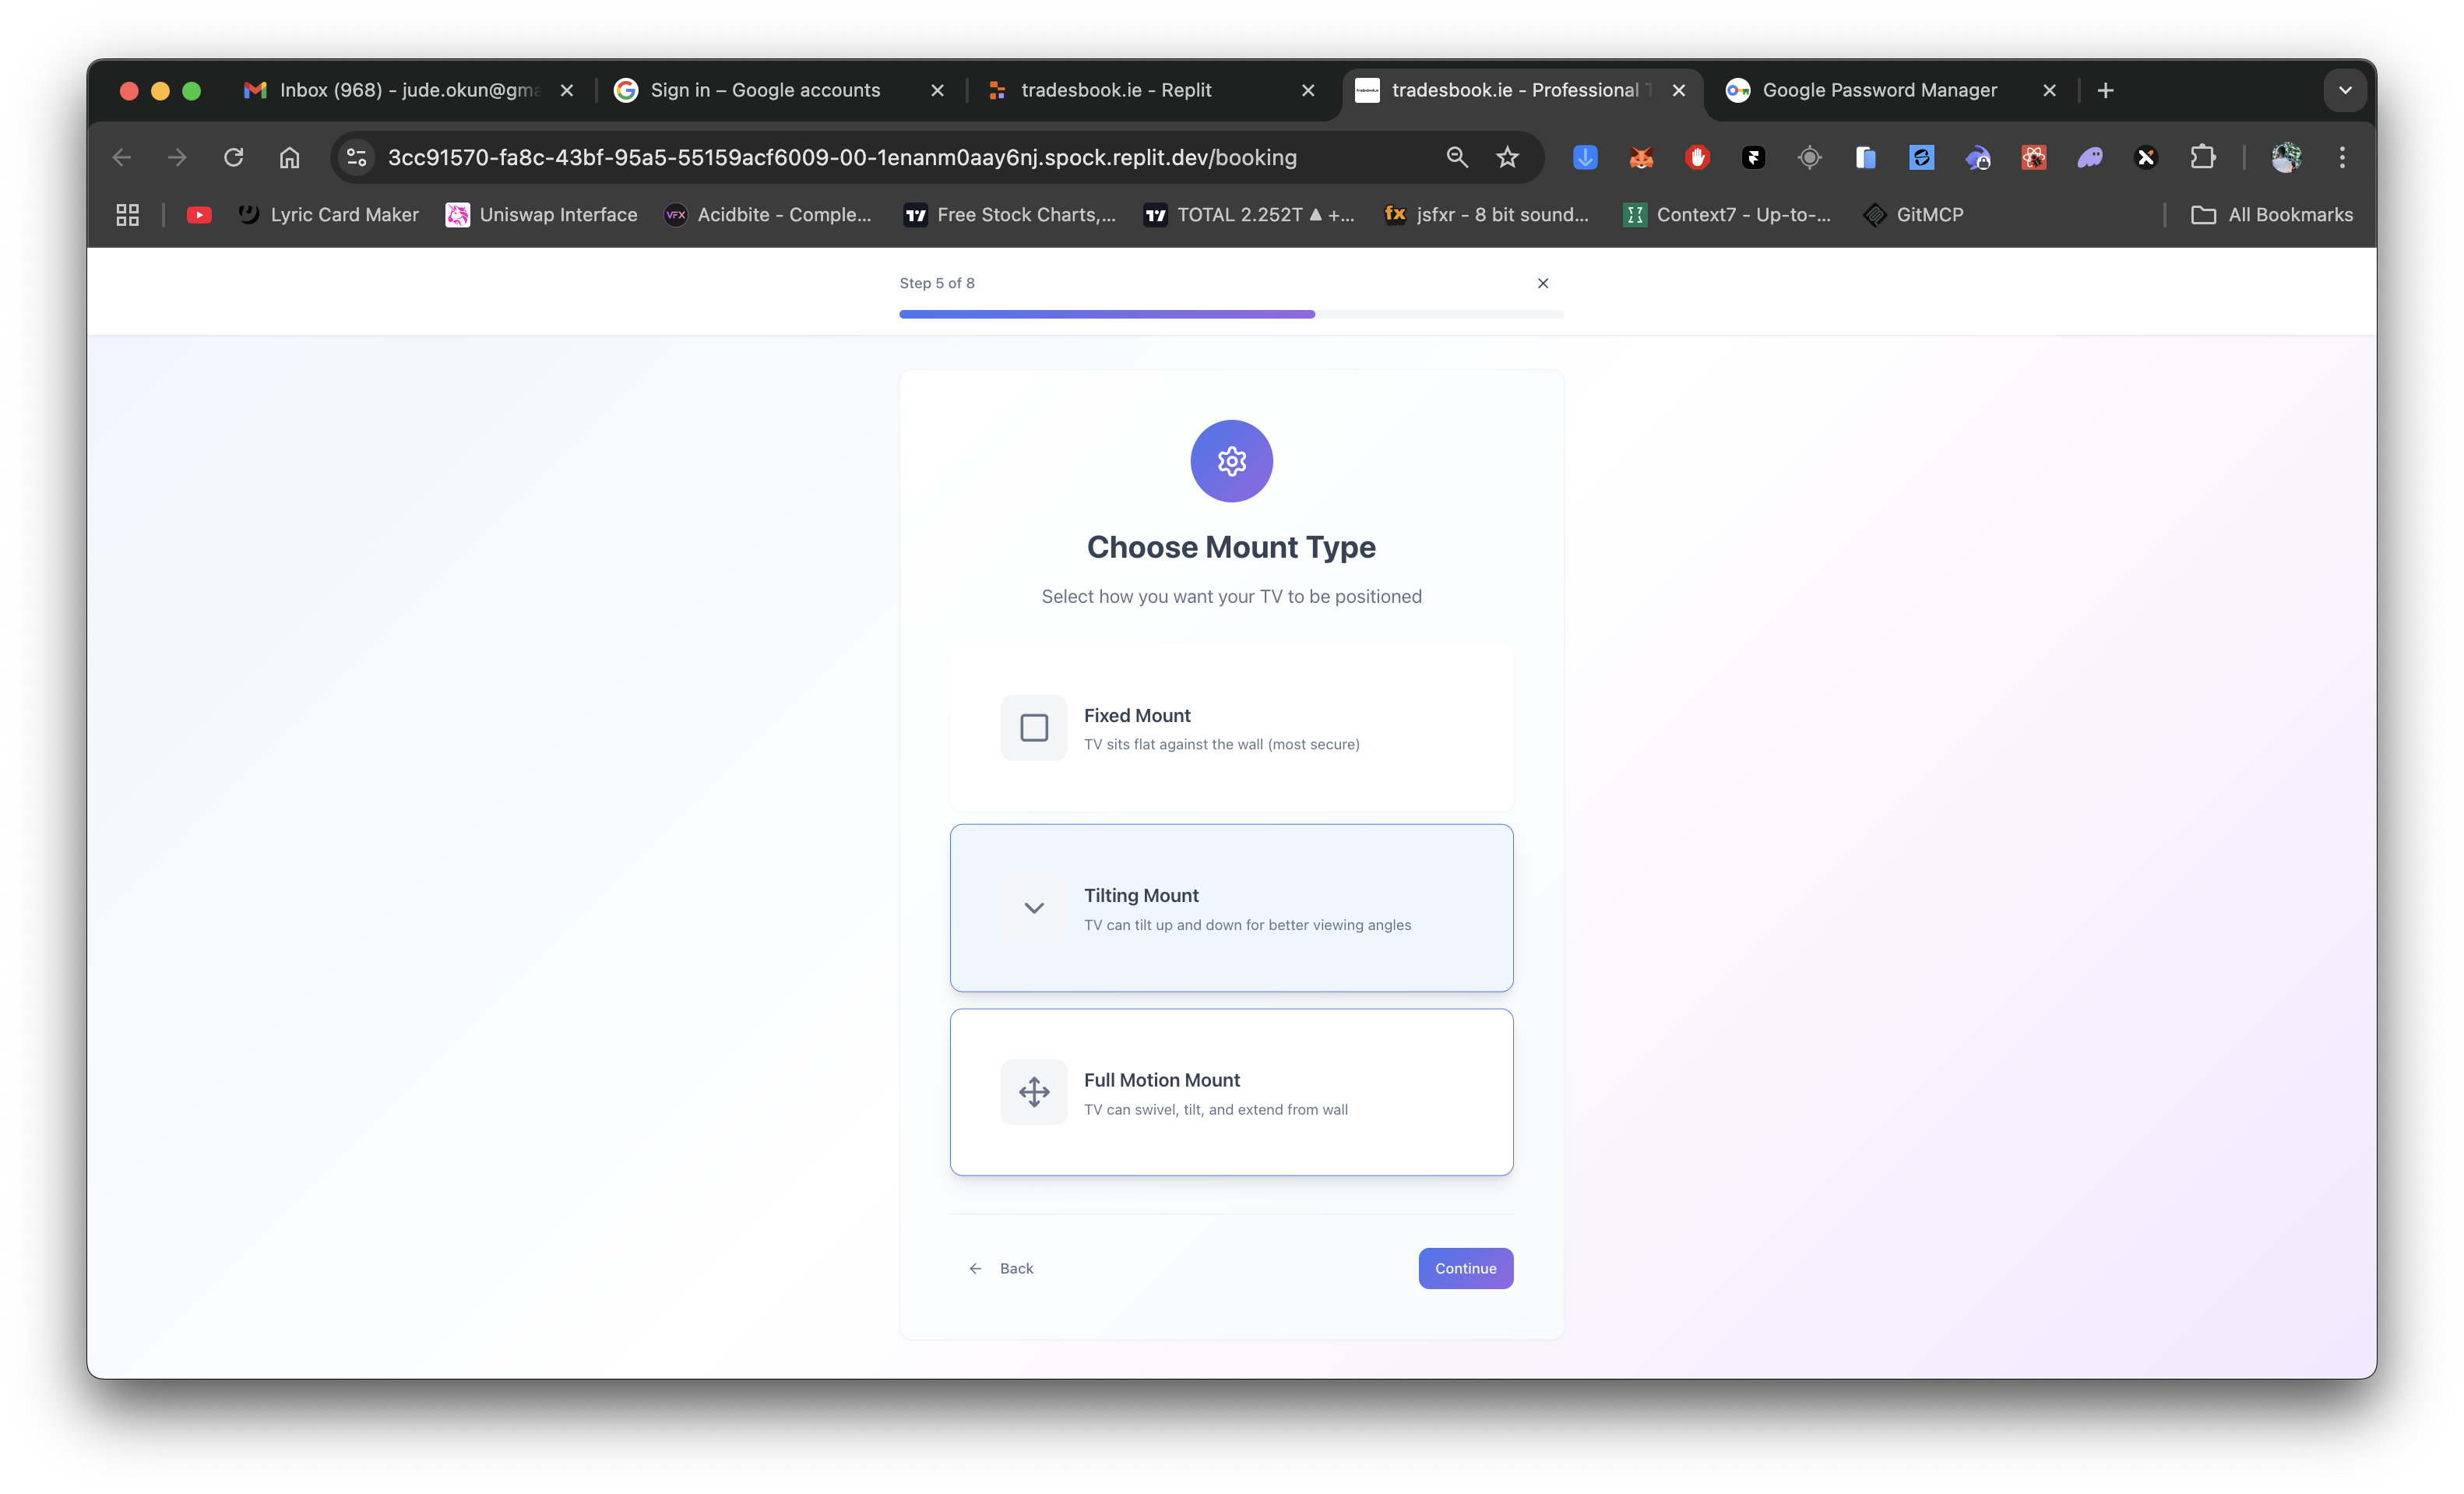 Inbox (968) - jude.okun@gma
Sign in – Google accounts
tradesbook.ie - Replit
tradesbook.ie - Professional T
Google Password Manager
3cc91570-fa8c-43bf-95a5-55159acf6009-00-1enanm0aay6nj.spock.replit.dev/booking
Lyric Card Maker
Uniswap Interface
VFX
Acidbite - Comple...
Free Stock Charts,...
TOTAL 2.252T ▲ +...
fx
jsfxr - 8 bit sound...
Context7 - Up-to-...
GitMCP
All Bookmarks
Step 5 of 8
Choose Mount Type
Select how you want your TV to be positioned
Fixed Mount
TV sits flat against the wall (most secure)
Tilting Mount
TV can tilt up and down for better viewing angles
Full Motion Mount
TV can swivel, tilt, and extend from wall
Back
Continue